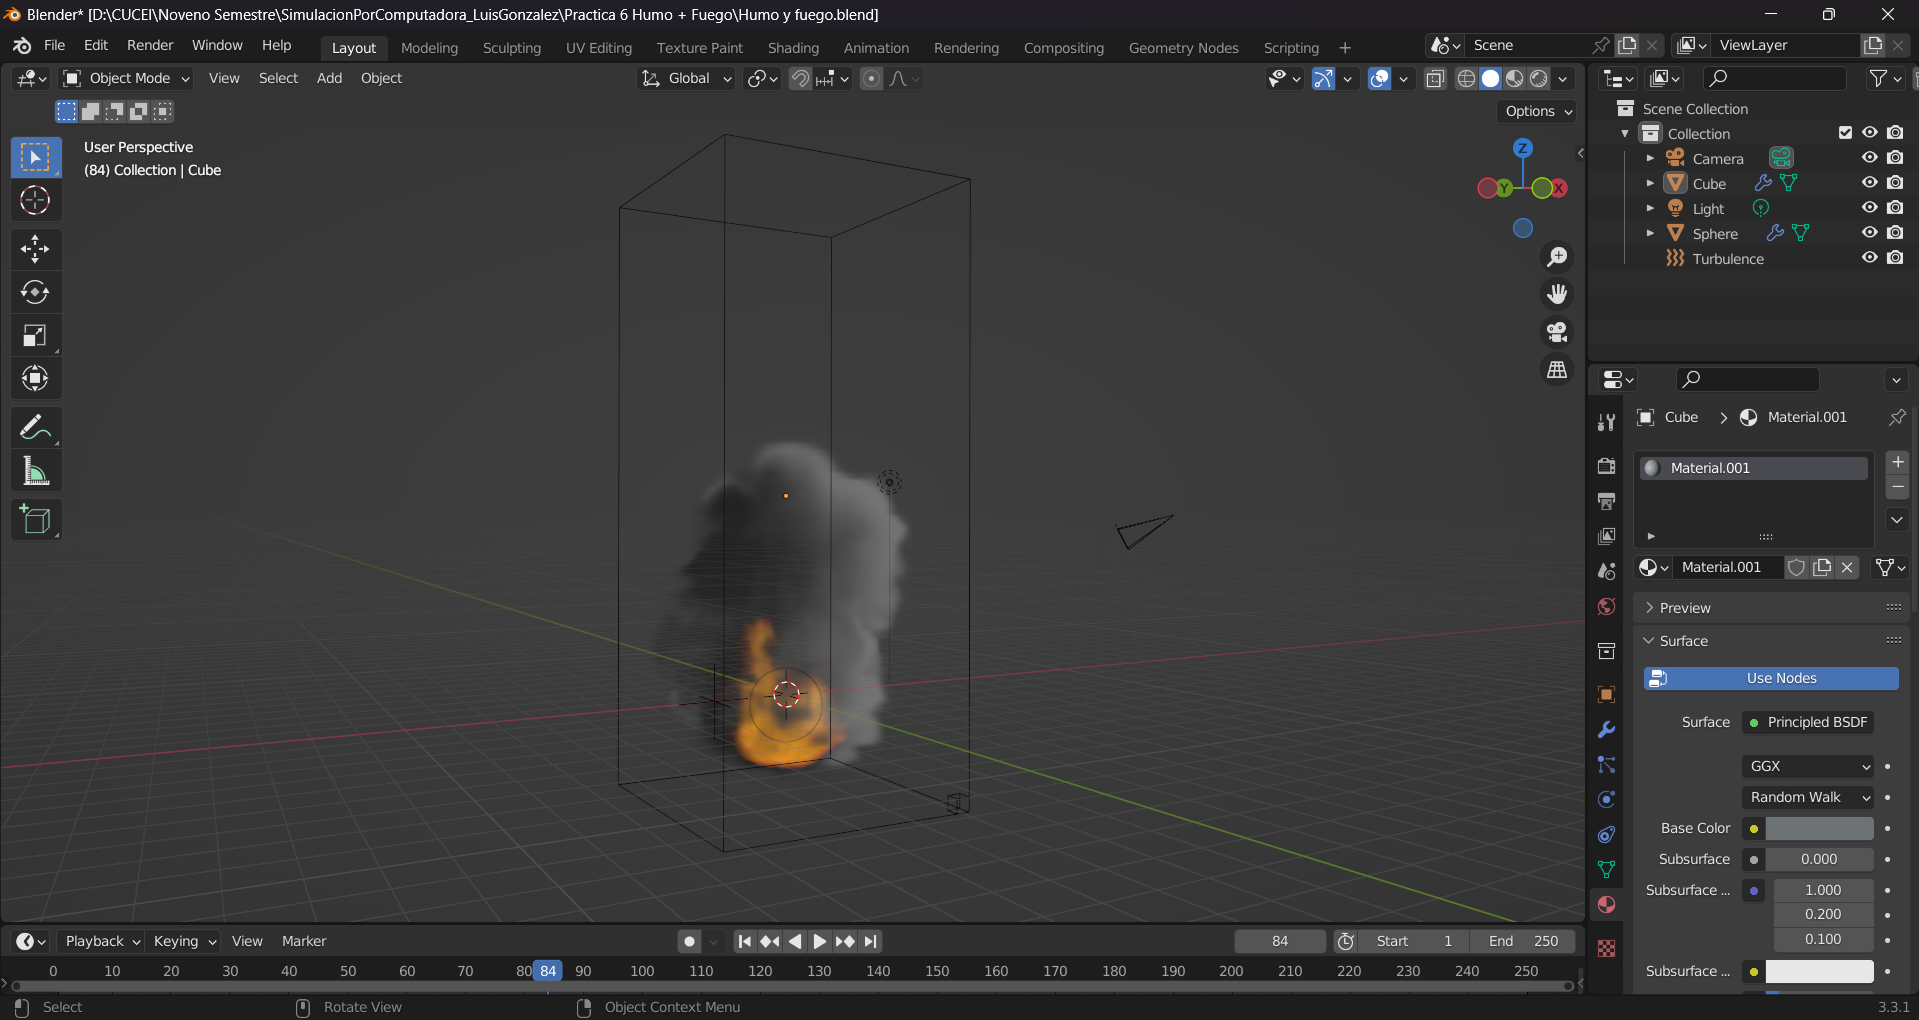 Blender* [D:\CUCEI\Noveno Semestre\SimulacionPorComputadora_LuisGonzalez\Practica 6 Humo + Fuego\Humo y fuego.blend]
File Edit Render Window Help Layout Modeling Sculpting UV Editing Texture Paint Shading Animation Rendering Compositing Geometry Nodes Scripting + Scene ViewLayer
Object Mode View Select Add Object Global
Options
User Perspective
(84) Collection | Cube
Z
Y X
Scene Collection
Collection
Camera
Cube
Light
Sphere
Turbulence
Cube > Material.001
Material.001
Material.001
Preview
Surface
Use Nodes
Surface Principled BSDF
GGX
Random Walk
Base Color
Subsurface 0.000
Subsurface ... 1.000
0.200
0.100
Subsurface ...
Playback Keying View Marker 84 Start 1 End 250
0 10 20 30 40 50 60 70 80 84 90 100 110 120 130 140 150 160 170 180 190 200 210 220 230 240 250
Select Rotate View Object Context Menu 3.3.1